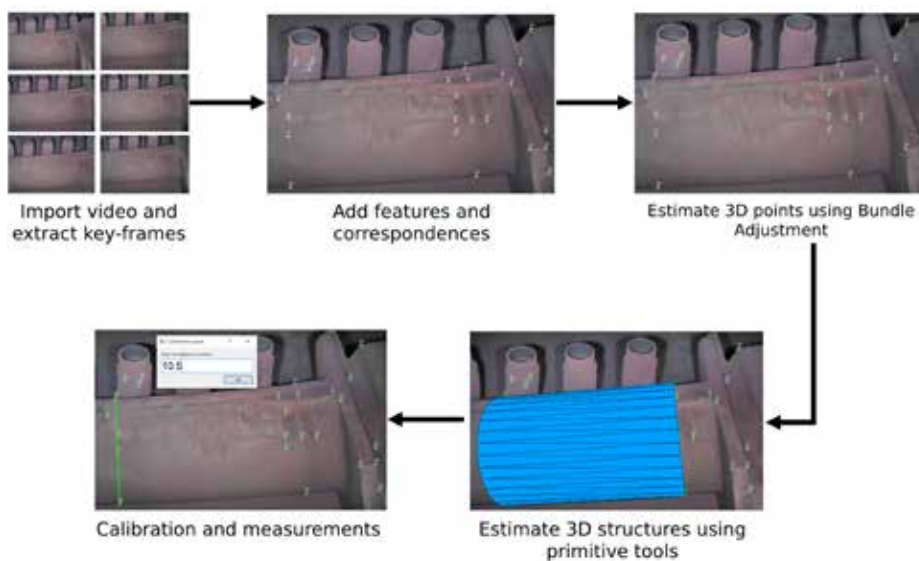 Import video and
extract key-frames
Add features and
correspondences
Estimate 3D points using Bundle
Adjustment
10.5
Calibration and measurements
Estimate 3D structures using
primitive tools